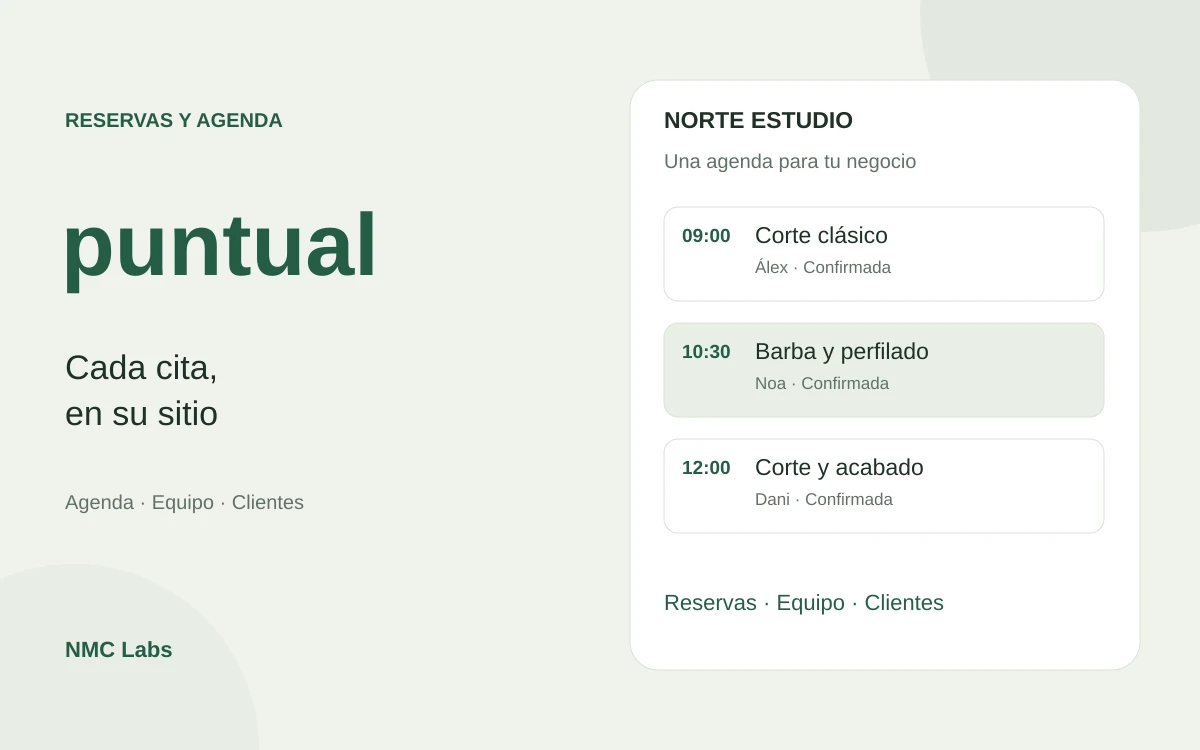 RESERVAS Y AGENDA
puntual
Cada cita,
en su sitio
Agenda · Equipo · Clientes
NMC Labs
NORTE ESTUDIO
Una agenda para tu negocio
09:00 Corte clásico
Álex · Confirmada
10:30 Barba y perfilado
Noa · Confirmada
12:00 Corte y acabado
Dani · Confirmada
Reservas · Equipo · Clientes